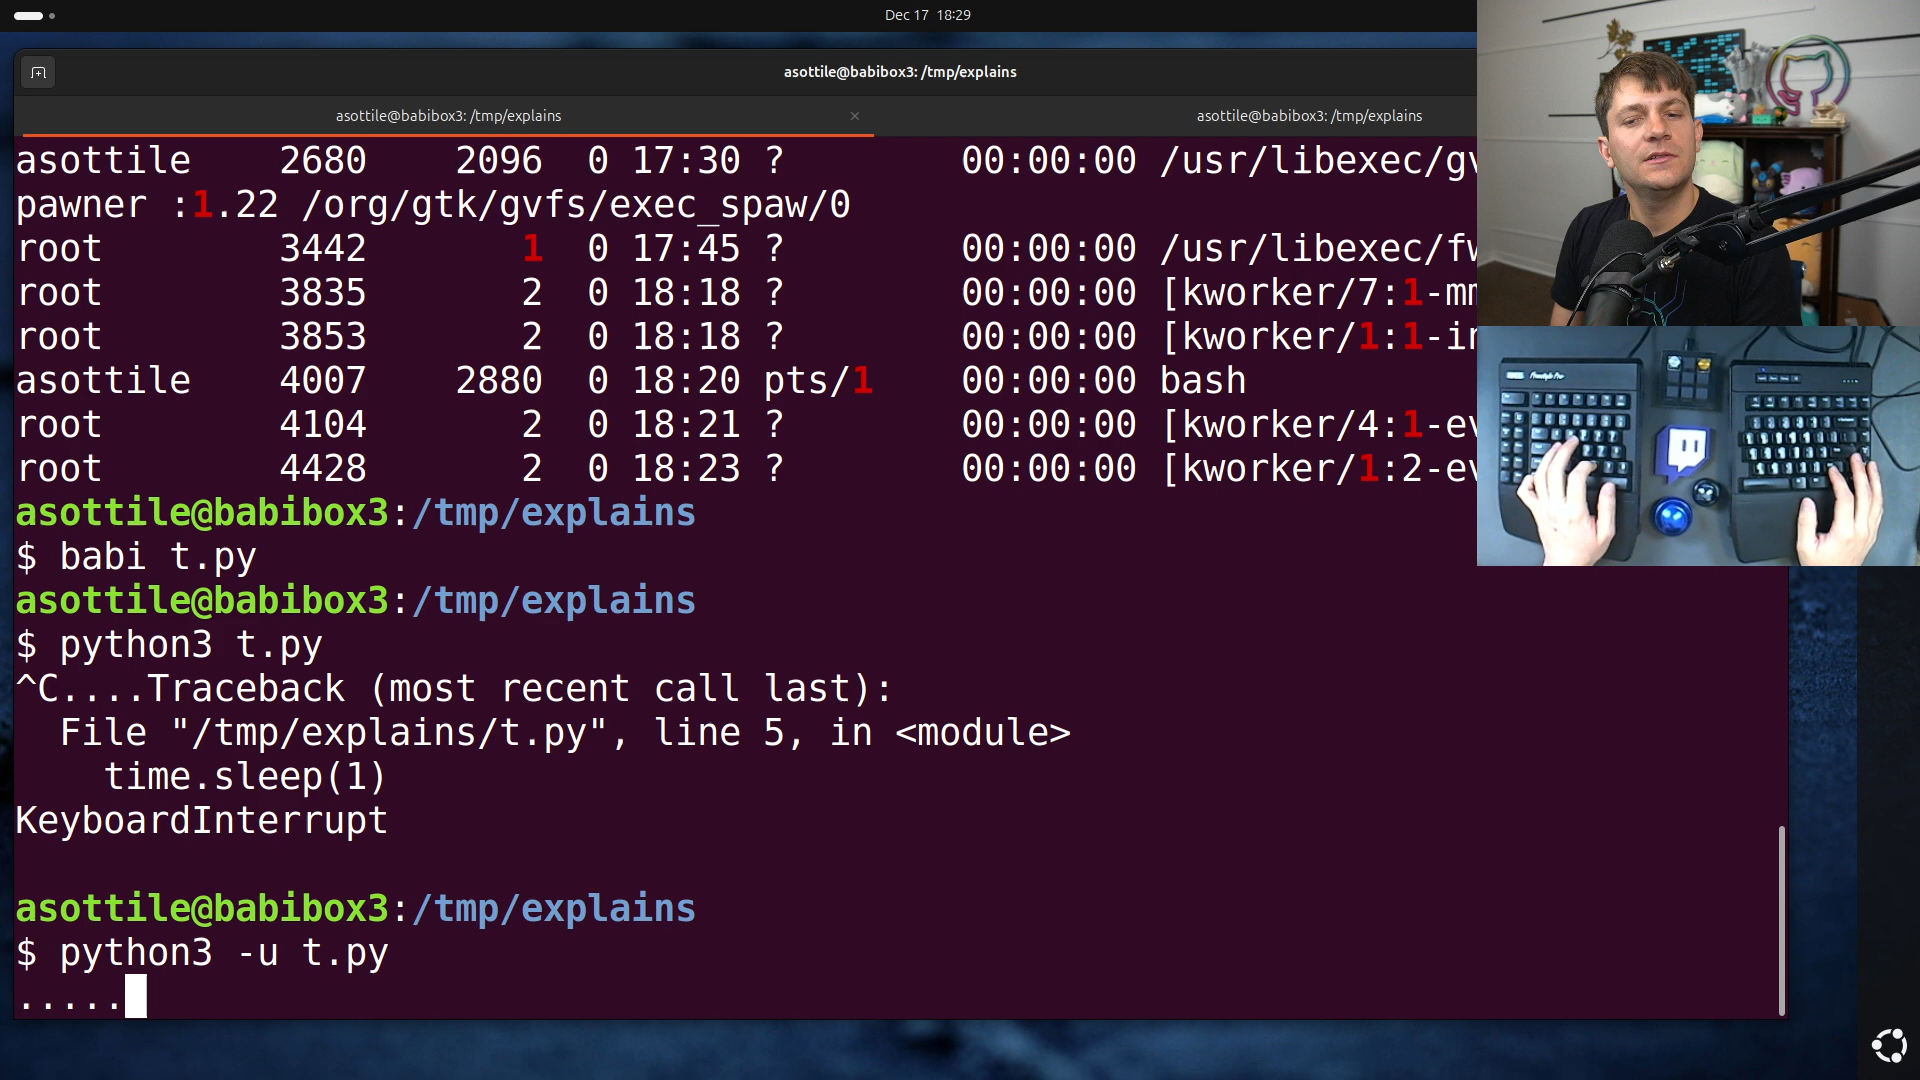 Dec 17 18:29
asottile@babibox3: /tmp/explains
asottile@babibox3: /tmp/explains × asottile@babibox3: /tmp/explains
asottile 2680 2096 0 17:30 ? 00:00:00 /usr/libexec/gv
pawner :1.22 /org/gtk/gvfs/exec_spaw/0
root 3442 1 0 17:45 ? 00:00:00 /usr/libexec/fw
root 3835 2 0 18:18 ? 00:00:00 [kworker/7:1-mm
root 3853 2 0 18:18 ? 00:00:00 [kworker/1:1-in
asottile 4007 2880 0 18:20 pts/1 00:00:00 bash
root 4104 2 0 18:21 ? 00:00:00 [kworker/4:1-ev
root 4428 2 0 18:23 ? 00:00:00 [kworker/1:2-ev
asottile@babibox3:/tmp/explains
$ babi t.py
asottile@babibox3:/tmp/explains
$ python3 t.py
^C....Traceback (most recent call last):
File "/tmp/explains/t.py", line 5, in <module>
time.sleep(1)
KeyboardInterrupt
asottile@babibox3:/tmp/explains
$ python3 -u t.py
.....